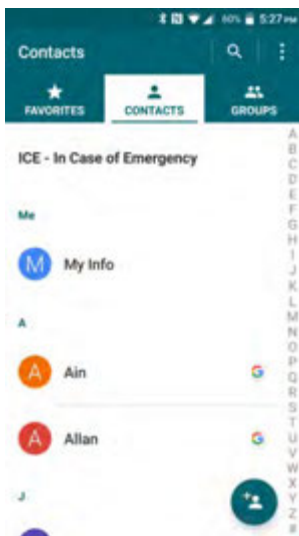 60% 5:27 PM
Contacts
FAVORITES CONTACTS GROUPS
ICE - In Case of Emergency
Me
M My Info
A
A Ain G
A Allan G
J
A
B
C
D
E
F
G
H
I
J
K
L
M
N
O
P
Q
R
S
T
U
V
W
X
Y
Z
#